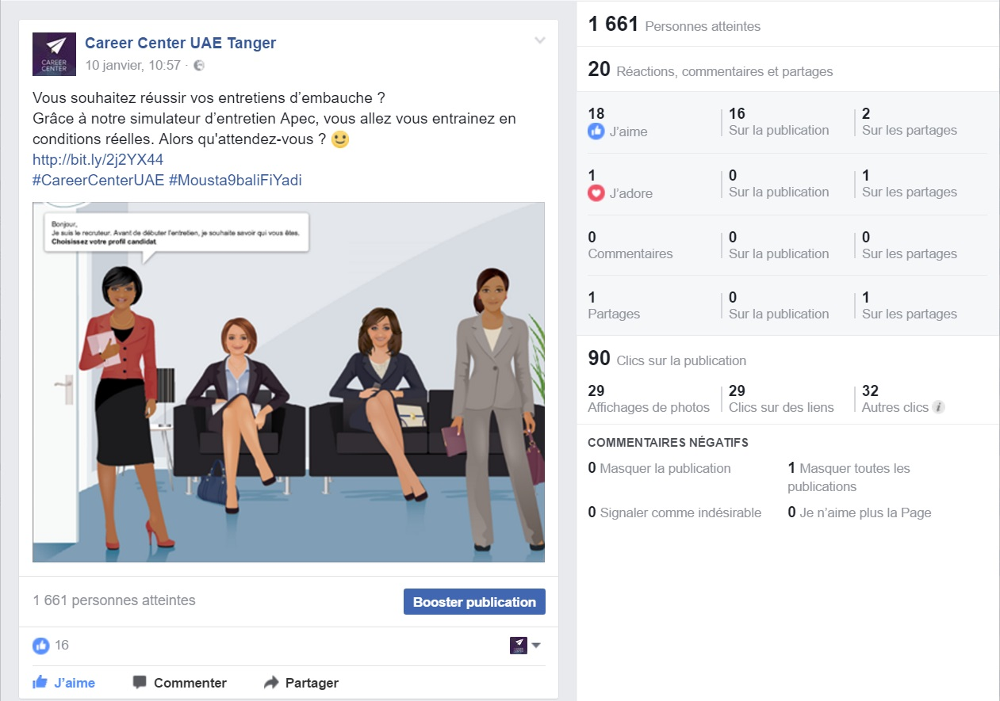 Career Center UAE Tanger
10 janvier, 10:57 ·
CAREER
CENTER
Vous souhaitez réussir vos entretiens d’embauche ?
Grâce à notre simulateur d’entretien Apec, vous allez vous entrainez en
conditions réelles. Alors qu'attendez-vous ?
http://bit.ly/2j2YX44
#CareerCenterUAE #Mousta9baliFiYadi
Bonjour,
Je suis le recruteur. Avant de débuter l'entretien, je souhaite savoir qui vous êtes.
Choisissez votre profil candidat
1 661 personnes atteintes
Booster publication
16
J’aime Commenter Partager
1 661 Personnes atteintes
20 Réactions, commentaires et partages
18 16 2
J’aime Sur la publication Sur les partages
1 0 1
J’adore Sur la publication Sur les partages
0 0 0
Commentaires Sur la publication Sur les partages
1 0 1
Partages Sur la publication Sur les partages
90 Clics sur la publication
29 29 32
Affichages de photos Clics sur des liens Autres clics i
COMMENTAIRES NÉGATIFS
0 Masquer la publication 1 Masquer toutes les
publications
0 Signaler comme indésirable 0 Je n’aime plus la Page